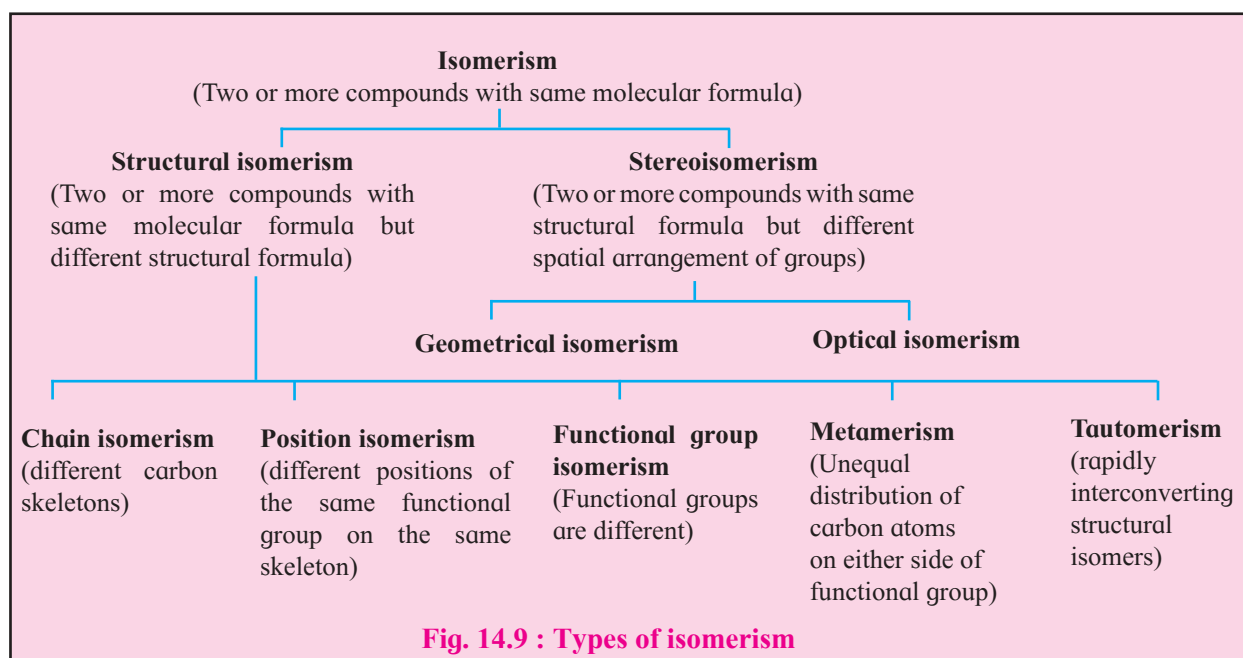 Isomerism
(Two or more compounds with same molecular formula)
Structural isomerism
(Two or more compounds with
same molecular formula but
different structural formula)
Stereoisomerism
(Two or more compounds with same
structural formula but different
spatial arrangement of groups)
Geometrical isomerism
Optical isomerism
Chain isomerism
(different carbon
skeletons)
Position isomerism
(different positions of
the same functional
group on the same
skeleton)
Functional group
isomerism
(Functional groups
are different)
Metamerism
(Unequal
distribution of
carbon atoms
on either side of
functional group)
Tautomerism
(rapidly
interconverting
structural
isomers)
Fig. 14.9 : Types of isomerism